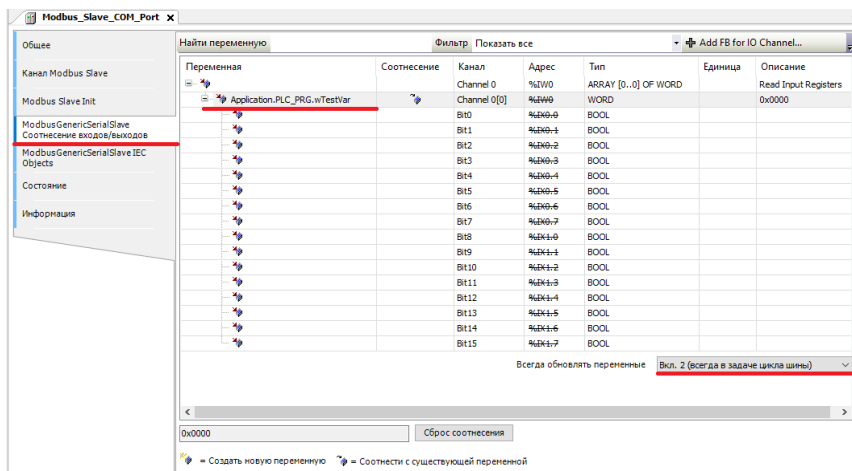 Modbus_Slave_COM_Port x
Общее
Канал Modbus Slave
Modbus Slave Init
ModbusGenericSerialSlave
Соотнесение входов/выходов
ModbusGenericSerialSlave IEC
Objects
Состояние
Информация
Найти переменную Фильтр Показать все Add FB for IO Channel...
Переменная Соотнесение Канал Адрес Тип Единица Описание
Channel 0 %IW0 ARRAY [0..0] OF WORD Read Input Registers
Application.PLC_PRG.wTestVar Channel 0[0] %IW0 WORD 0x0000
Bit0 %IX0.0 BOOL
Bit1 %IX0.1 BOOL
Bit2 %IX0.2 BOOL
Bit3 %IX0.3 BOOL
Bit4 %IX0.4 BOOL
Bit5 %IX0.5 BOOL
Bit6 %IX0.6 BOOL
Bit7 %IX0.7 BOOL
Bit8 %IX1.0 BOOL
Bit9 %IX1.1 BOOL
Bit10 %IX1.2 BOOL
Bit11 %IX1.3 BOOL
Bit12 %IX1.4 BOOL
Bit13 %IX1.5 BOOL
Bit14 %IX1.6 BOOL
Bit15 %IX1.7 BOOL
Всегда обновлять переменные Вкл. 2 (всегда в задаче цикла шины)
0x0000 Сброс соотнесения
= Создать новую переменную = Соотнести с существующей переменной